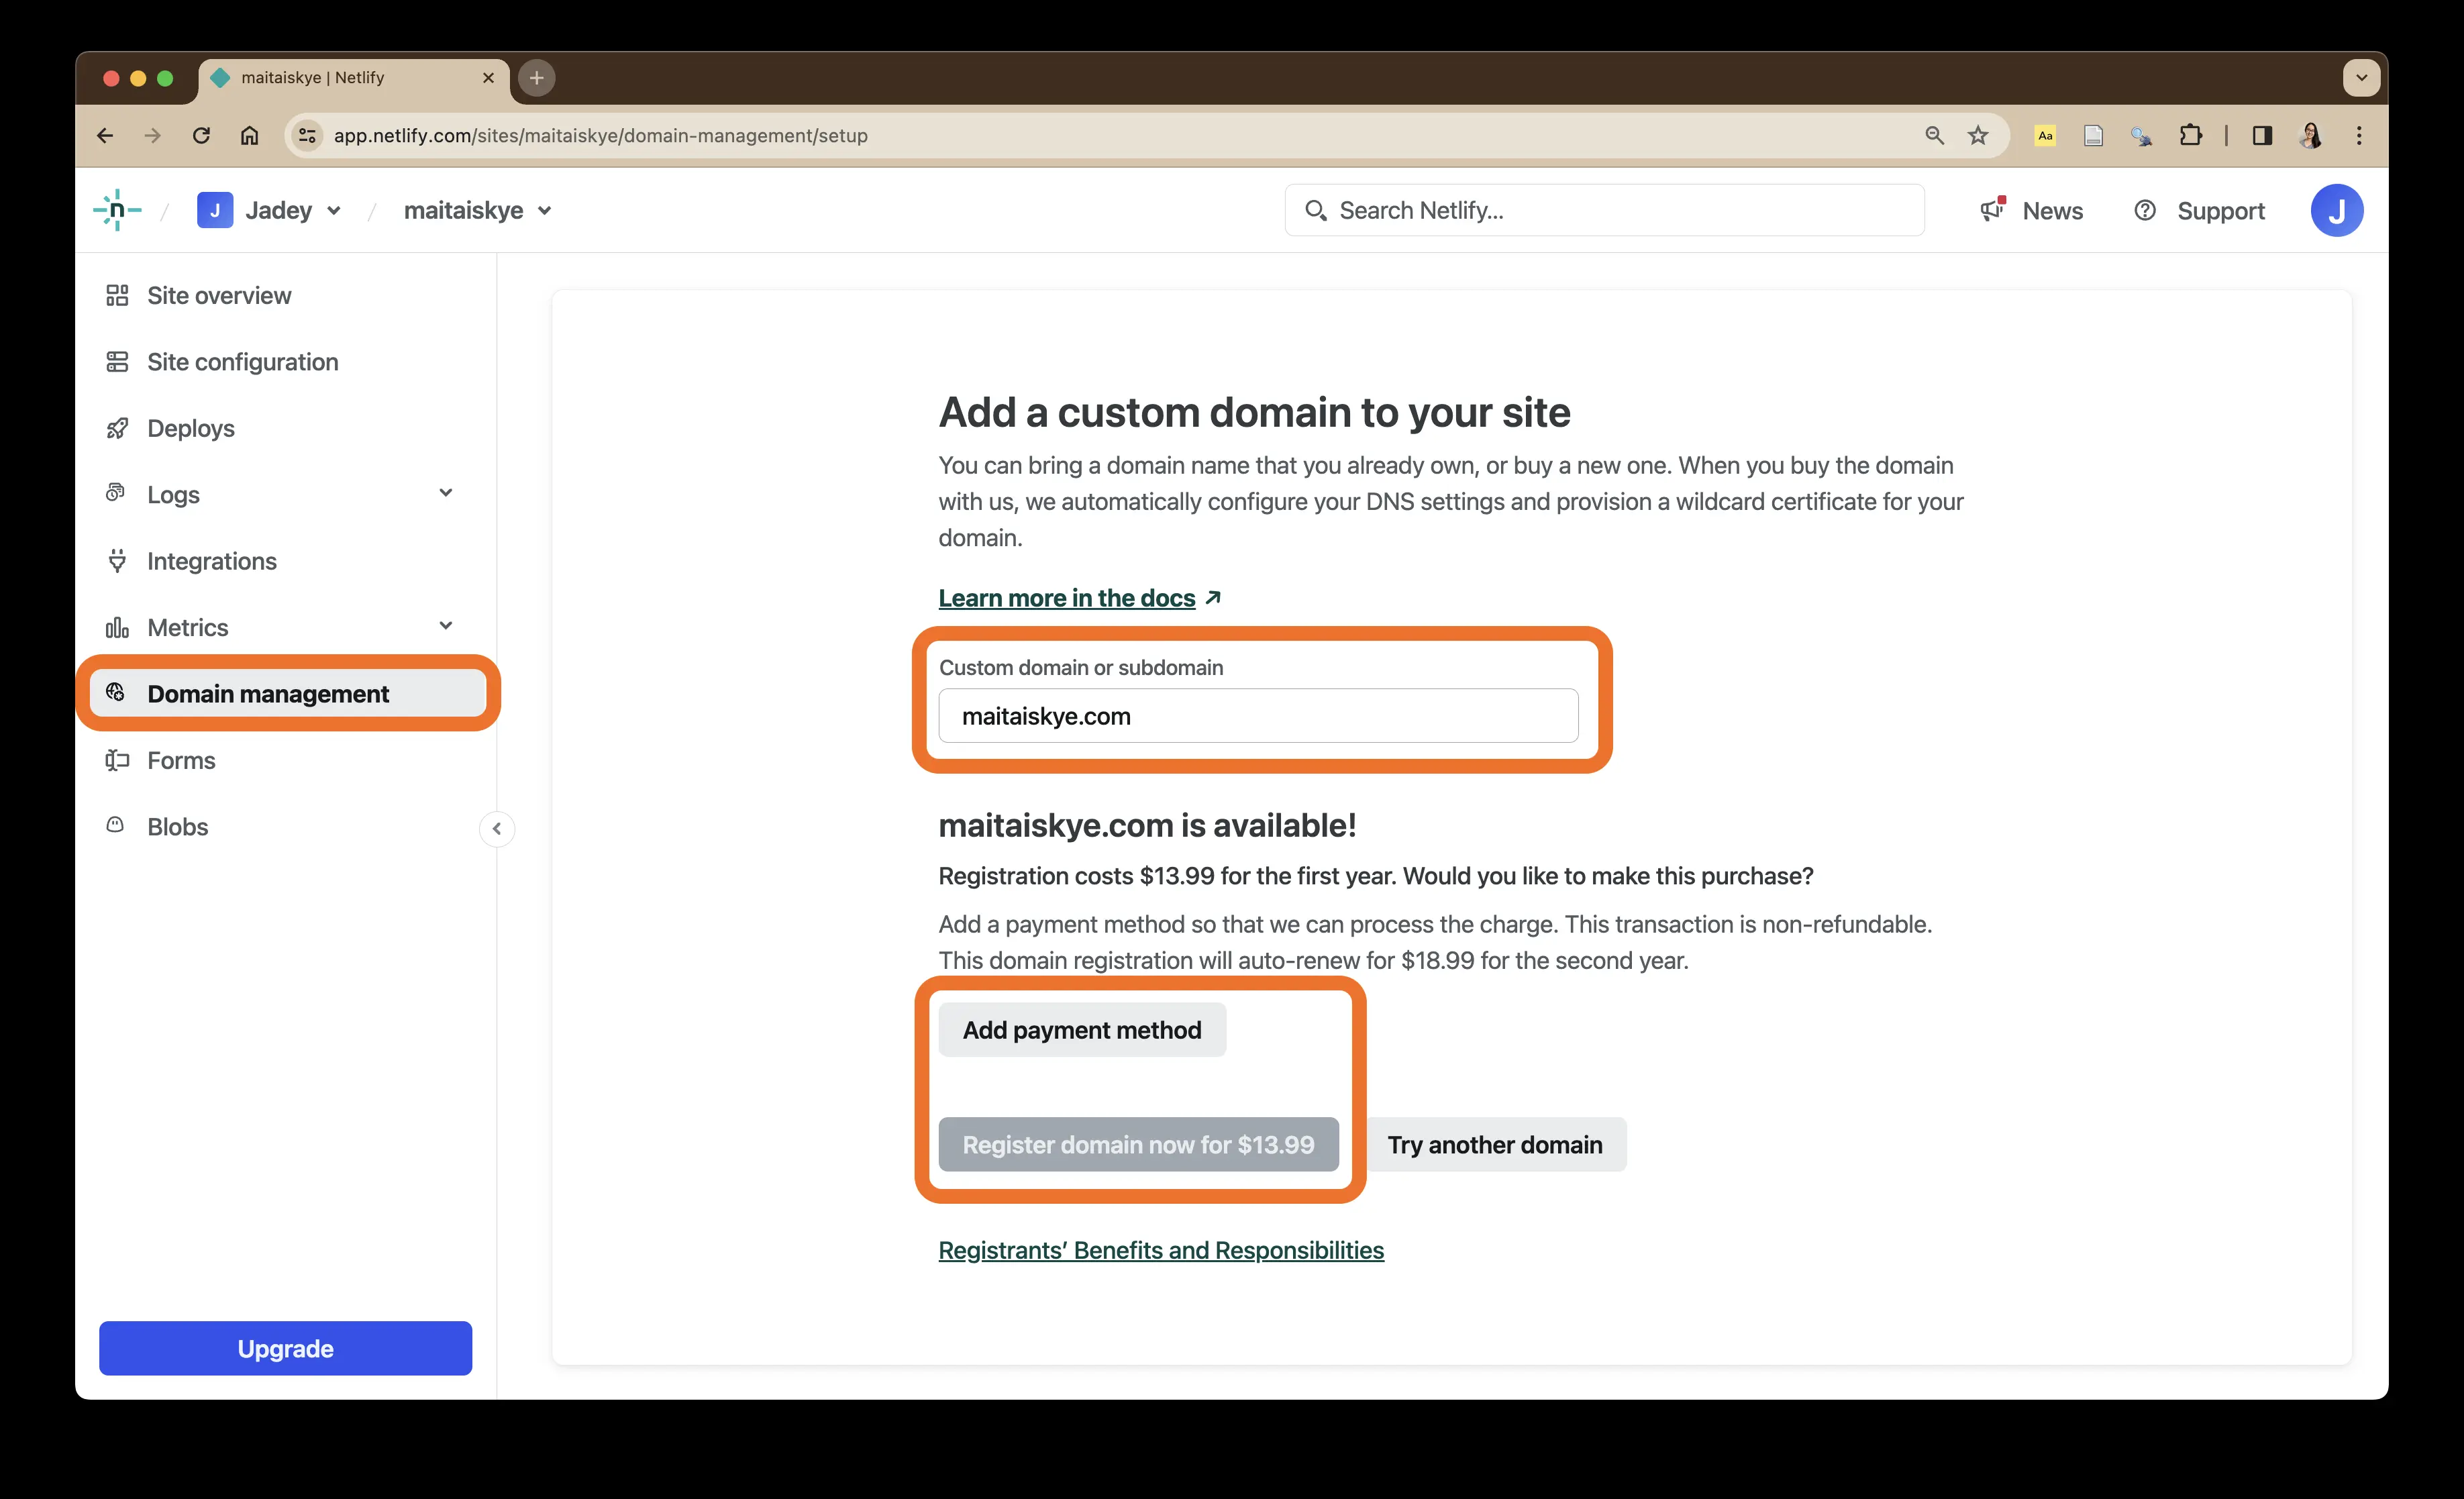 maitaiskye | Netlify
app.netlify.com/sites/maitaiskye/domain-management/setup
Aa
n / J Jadey / maitaiskye
Search Netlify...
News
Support
J
Site overview
Site configuration
Deploys
Logs
Integrations
Metrics
Domain management
Forms
Blobs
Upgrade
Add a custom domain to your site
You can bring a domain name that you already own, or buy a new one. When you buy the domain
with us, we automatically configure your DNS settings and provision a wildcard certificate for your
domain.
Learn more in the docs
Custom domain or subdomain
maitaiskye.com
maitaiskye.com is available!
Registration costs $13.99 for the first year. Would you like to make this purchase?
Add a payment method so that we can process the charge. This transaction is non-refundable.
This domain registration will auto-renew for $18.99 for the second year.
Add payment method
Register domain now for $13.99
Try another domain
Registrants’ Benefits and Responsibilities